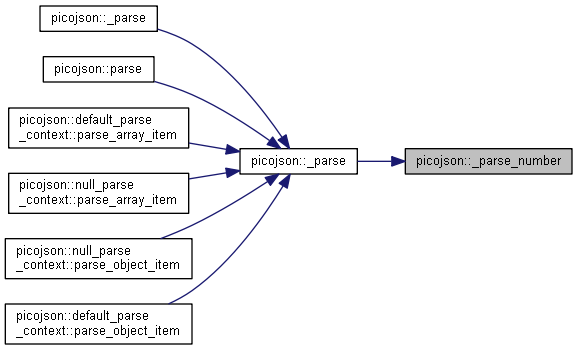 picojson::_parse
picojson::parse
picojson::default_parse
_context::parse_array_item
picojson::null_parse
_context::parse_array_item
picojson::null_parse
_context::parse_object_item
picojson::default_parse
_context::parse_object_item
picojson::_parse
picojson::_parse_number